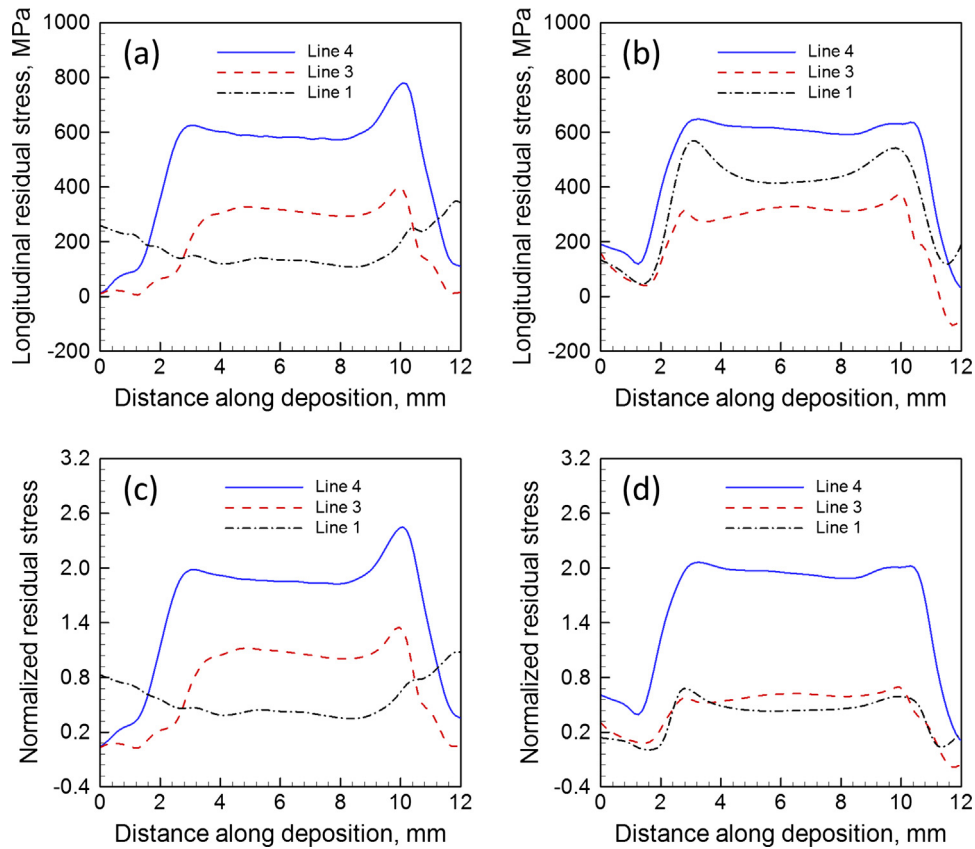 (a)
Line 4
Line 3
Line 1
Longitudinal residual stress, MPa
1000
800
600
400
200
0
-200
0 2 4 6 8 10 12
Distance along deposition, mm
(b)
Line 4
Line 3
Line 1
Longitudinal residual stress, MPa
1000
800
600
400
200
0
-200
0 2 4 6 8 10 12
Distance along deposition, mm
(c)
Line 4
Line 3
Line 1
Normalized residual stress
3.2
2.6
2.0
1.4
0.8
0.2
-0.4
0 2 4 6 8 10 12
Distance along deposition, mm
(d)
Line 4
Line 3
Line 1
Normalized residual stress
3.2
2.6
2.0
1.4
0.8
0.2
-0.4
0 2 4 6 8 10 12
Distance along deposition, mm